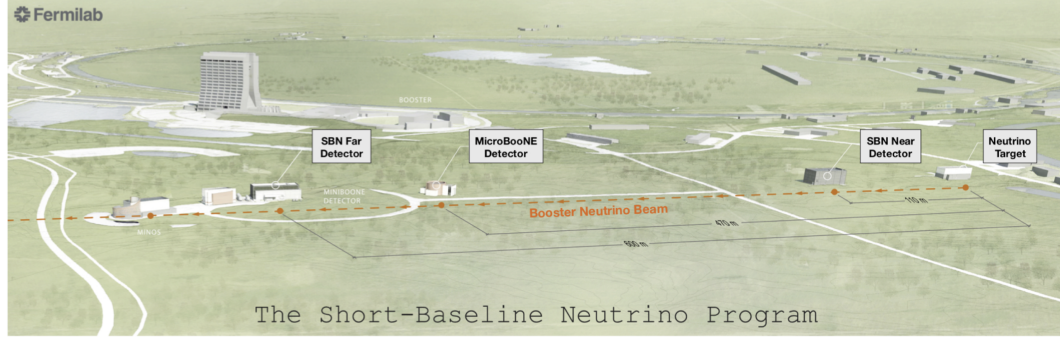 Fermilab
BOOSTER
SBN Far
Detector
MicroBooNE
Detector
SBN Near
Detector
Neutrino
Target
MINIBOONE
DETECTOR
110 m
Booster Neutrino Beam
470 m
MINOS
600 m
The Short-Baseline Neutrino Program